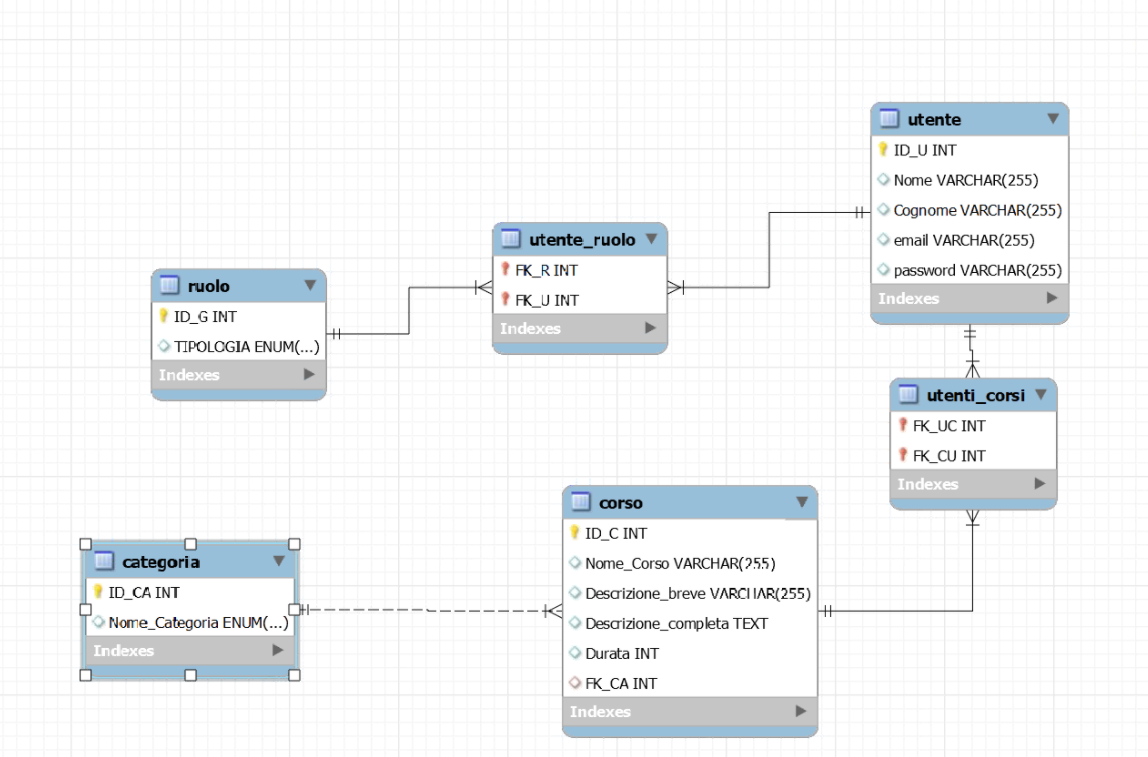 utente
ID_U INT
Nome VARCHAR(255)
Cognome VARCHAR(255)
email VARCHAR(255)
password VARCHAR(255)
Indexes
utente_ruolo
FK_R INT
FK_U INT
Indexes
ruolo
ID_G INT
TIPOLOGIA ENUM(...)
Indexes
utenti_corsi
FK_UC INT
FK_CU INT
Indexes
corso
ID_C INT
Nome_Corso VARCHAR(255)
Descrizione_breve VARCHAR(255)
Descrizione_completa TEXT
Durata INT
FK_CA INT
Indexes
categoria
ID_CA INT
Nome_Categoria ENUM(...)
Indexes